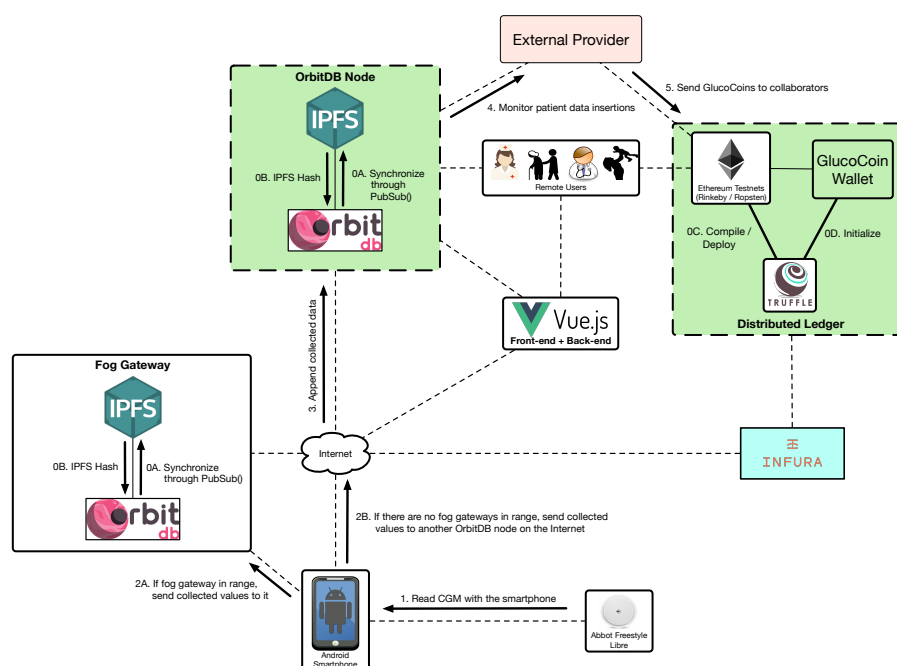 External Provider
OrbitDB Node
5. Send GlucoCoins to collaborators
4. Monitor patient data insertions
IPFS
0B. IPFS Hash
0A. Synchronize
through
PubSub()
Orbit
db
Remote Users
Ethereum Testnets
(Rinkeby / Ropsten)
GlucoCoin
Wallet
0C. Compile /
Deploy
0D. Initialize
TRUFFLE
Distributed Ledger
Vue.js
Front-end + Back-end
3. Append collected data
Fog Gateway
IPFS
0B. IPFS Hash
0A. Synchronize
through PubSub()
Orbit
db
Internet
INFURA
2B. If there are no fog gateways in range, send collected
values to another OrbitDB node on the Internet
2A. If fog gateway in range,
send collected values to it
1. Read CGM with the smartphone
Android
Smartphone
Abbot Freestyle
Libre